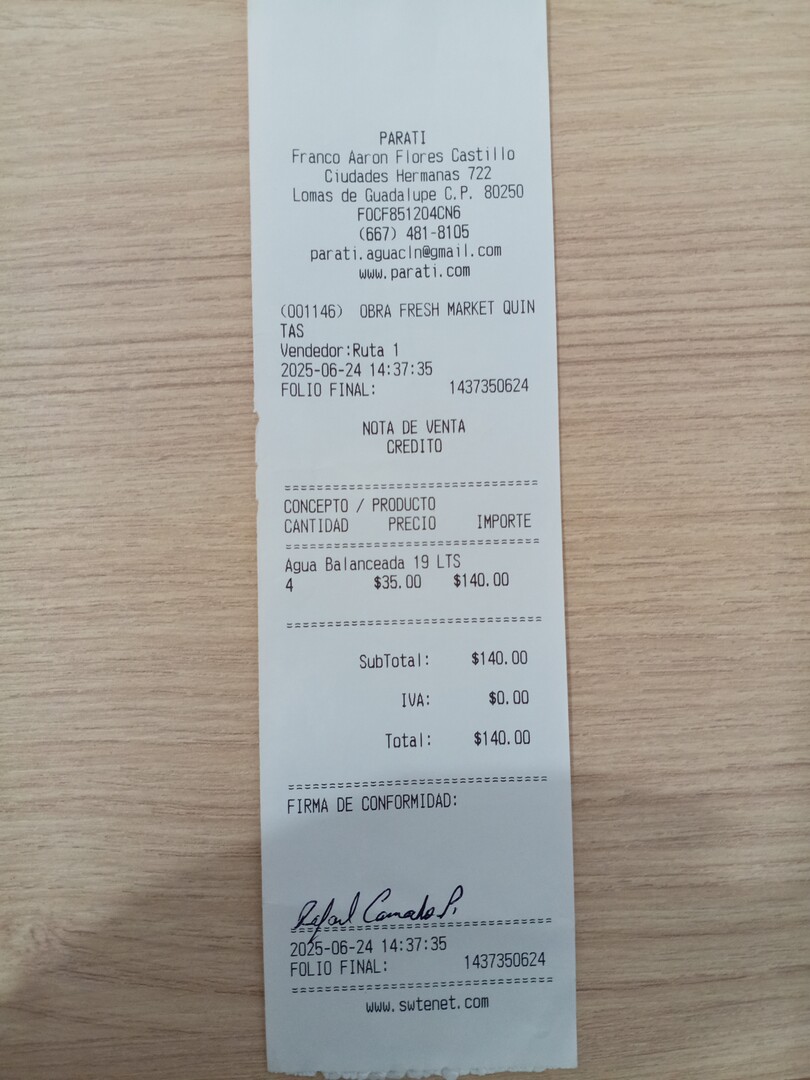 PARATI
Franco Aaron Flores Castillo
Ciudades Hermanas 722
Lomas de Guadalupe C.P. 80250
FOCF851204CN6
(667) 481-8105
parati.aguacln@gmail.com
www.parati.com
(001146) OBRA FRESH MARKET QUIN
TAS
Vendedor:Ruta 1
2025-06-24 14:37:35
FOLIO FINAL: 1437350624
NOTA DE VENTA
CREDITO
===============================
CONCEPTO / PRODUCTO
CANTIDAD PRECIO IMPORTE
===============================
Agua Balanceada 19 LTS
4 $35.00 $140.00
===============================
SubTotal: $140.00
IVA: $0.00
Total: $140.00
===============================
FIRMA DE CONFORMIDAD:
Rafael
===============================
2025-06-24 14:37:35
FOLIO FINAL: 1437350624
===============================
www.swtenet.com